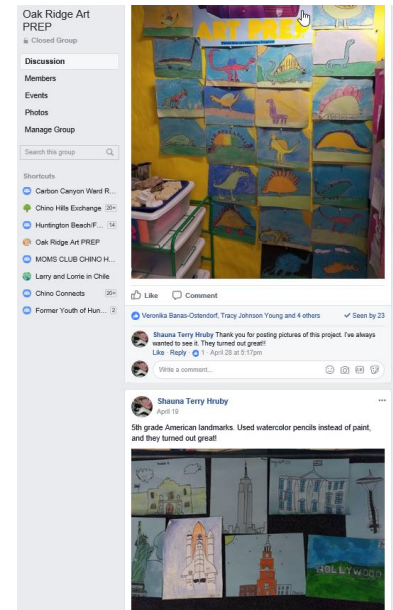 Oak Ridge Art
PREP
Closed Group
Discussion
Members
Events
Photos
Manage Group
Search this group
Shortcuts
Carbon Canyon Ward R...
Chino Hills Exchange 20+
Huntington Beach/F... 14
Oak Ridge Art PREP
MOMS CLUB CHINO H...
Larry and Lorrie in Chile
Chino Connects 20+
Former Youth of Hun... 2
ART PREP
Like Comment
Veronika Banas-Ostendorf, Tracy Johnson Young and 4 others Seen by 23
Shauna Terry Hruby Thank you for posting pictures of this project. I've always
wanted to see it. They turned out great!!
Like · Reply · 1 · April 28 at 5:17pm
Write a comment...
Shauna Terry Hruby
April 19
5th grade American landmarks. Used watercolor pencils instead of paint,
and they turned out great!
HOLLYWOOD